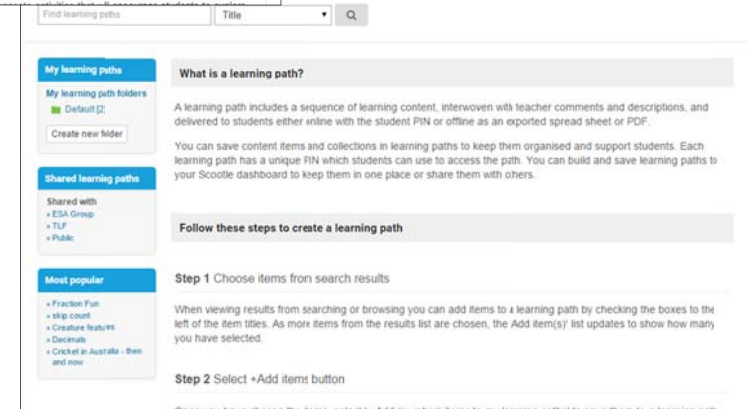 Find learning paths
Title
My learning paths
My learning path folders
Default [2]
Create new folder
Shared learning paths
Shared with
» ESA Group
» TLF
» Public
Most popular
» Fraction Fun
» skip count
» Creature features
» Decimals
» Cricket in Australia - then
and now
What is a learning path?
A learning path includes a sequence of learning content, interwoven with teacher comments and descriptions, and
delivered to students either online with the student PIN or offline as an exported spread sheet or PDF.
You can save content items and collections in learning paths to keep them organised and support students. Each
learning path has a unique PIN which students can use to access the path. You can build and save learning paths to
your Scootle dashboard to keep them in one place or share them with others.
Follow these steps to create a learning path
Step 1 Choose items from search results
When viewing results from searching or browsing you can add items to a learning path by checking the boxes to the
left of the item titles. As more items from the results list are chosen, the Add item(s)' list updates to show how many
you have selected.
Step 2 Select +Add items button